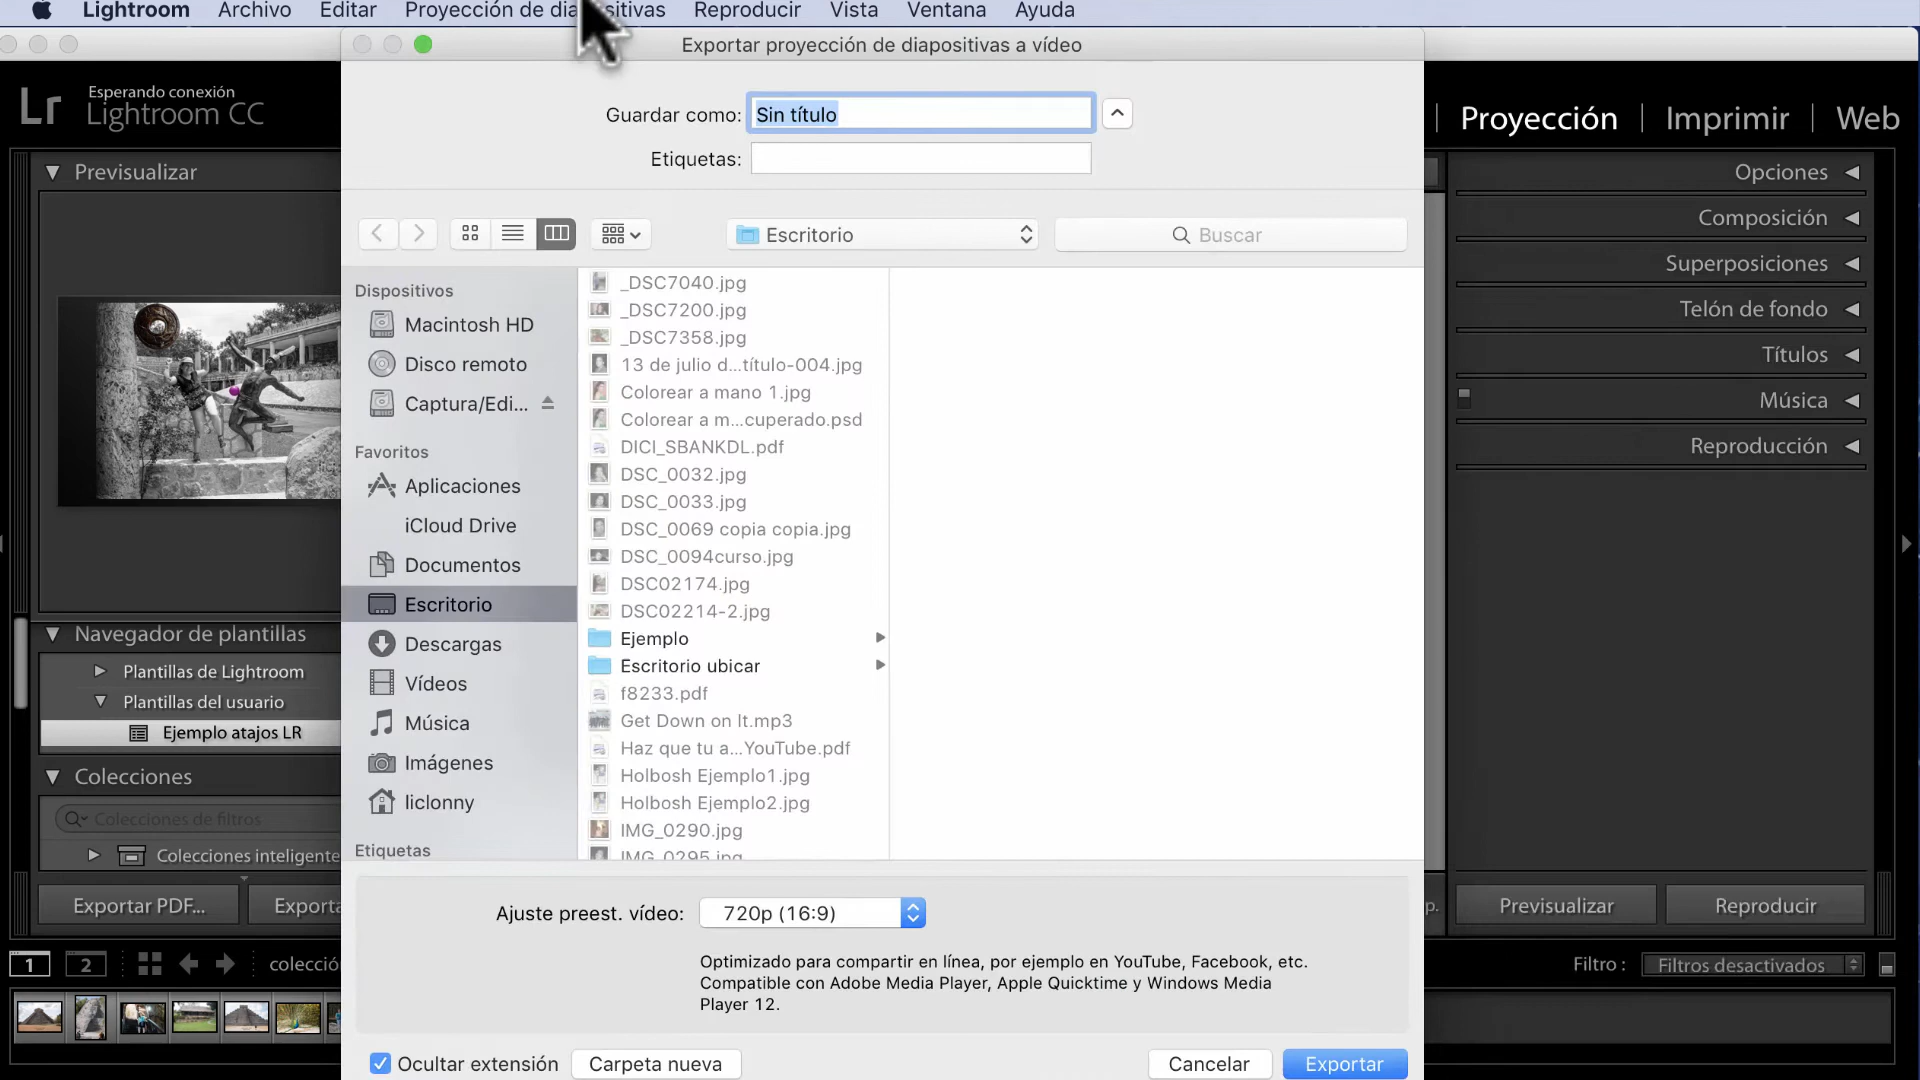 Lightroom Archivo Editar Proyección de diapositivas Reproducir Vista Ventana Ayuda
Exportar proyección de diapositivas a vídeo
Lr Esperando conexión
Lightroom CC
Guardar como: Sin título
Etiquetas:
Proyección | Imprimir | Web
Previsualizar
Escritorio
Buscar
Opciones
Composición
Superposiciones
Telón de fondo
Títulos
Música
Reproducción
Dispositivos
Macintosh HD
Disco remoto
Captura/Edi...
Favoritos
Aplicaciones
iCloud Drive
Documentos
Escritorio
Descargas
Vídeos
Música
Imágenes
liclonny
Etiquetas
_DSC7040.jpg
_DSC7200.jpg
_DSC7358.jpg
13 de julio d...título-004.jpg
Colorear a mano 1.jpg
Colorear a m...cuperado.psd
DICI_SBANKDL.pdf
DSC_0032.jpg
DSC_0033.jpg
DSC_0069 copia copia.jpg
DSC_0094curso.jpg
DSC02174.jpg
DSC02214-2.jpg
Ejemplo
Escritorio ubicar
f8233.pdf
Get Down on It.mp3
Haz que tu a...YouTube.pdf
Holbosh Ejemplo1.jpg
Holbosh Ejemplo2.jpg
IMG_0290.jpg
IMG_0295.jpg
Navegador de plantillas
Plantillas de Lightroom
Plantillas del usuario
Ejemplo atajos LR
Colecciones
Colecciones de filtros
Colecciones inteligente
Exportar PDF...
Exporta
Ajuste preest. vídeo: 720p (16:9)
Optimizado para compartir en línea, por ejemplo en YouTube, Facebook, etc.
Compatible con Adobe Media Player, Apple Quicktime y Windows Media
Player 12.
p.
Previsualizar
Reproducir
1 2 colecció
Filtro : Filtros desactivados
Ocultar extensión
Carpeta nueva
Cancelar
Exportar